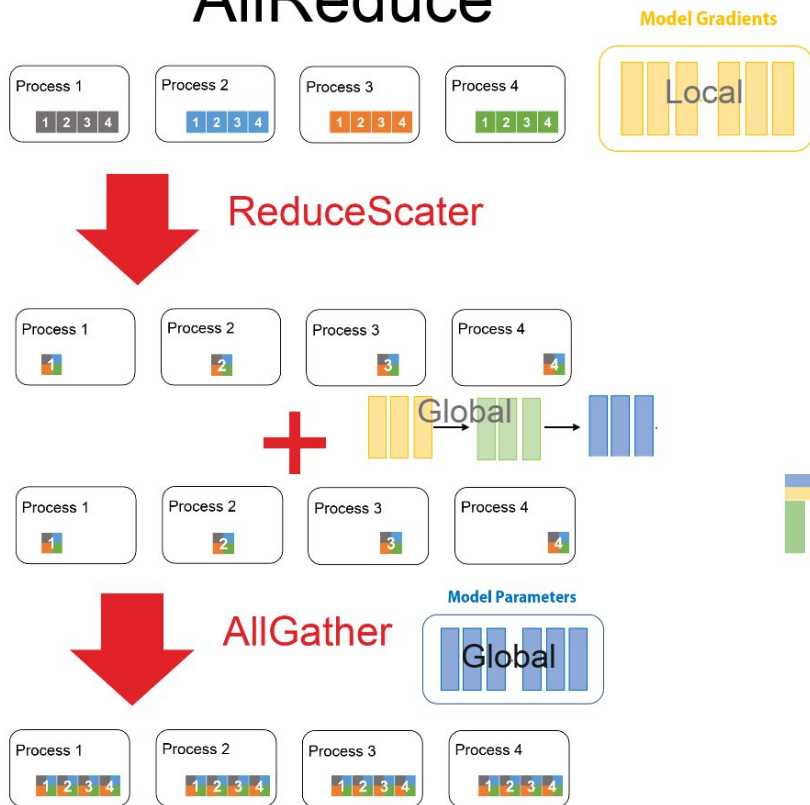 AllReduce
Model Gradients
Process 1
Process 2
Process 3
Process 4
Local
1 2 3 4
1 2 3 4
1 2 3 4
1 2 3 4
ReduceScater
Process 1
Process 2
Process 3
Process 4
1
2
3
4
Global
Process 1
Process 2
Process 3
Process 4
1
2
3
4
Model Parameters
AllGather
Global
Process 1
Process 2
Process 3
Process 4
1 2 3 4
1 2 3 4
1 2 3 4
1 2 3 4